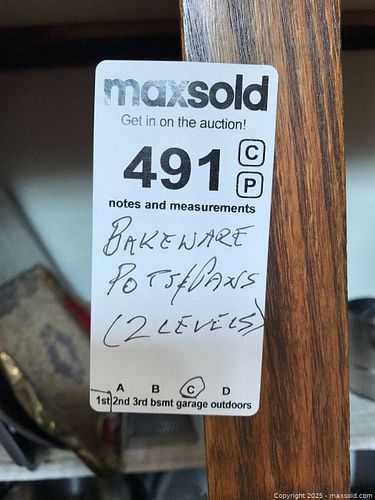 maxsold
Get in on the auction!
491 C
P
notes and measurements
BAKEWARE
POTS/PANS
(2 LEVELS)
A B C D
1st 2nd 3rd bsmt garage outdoors
Copyright 2025 - maxsold.com